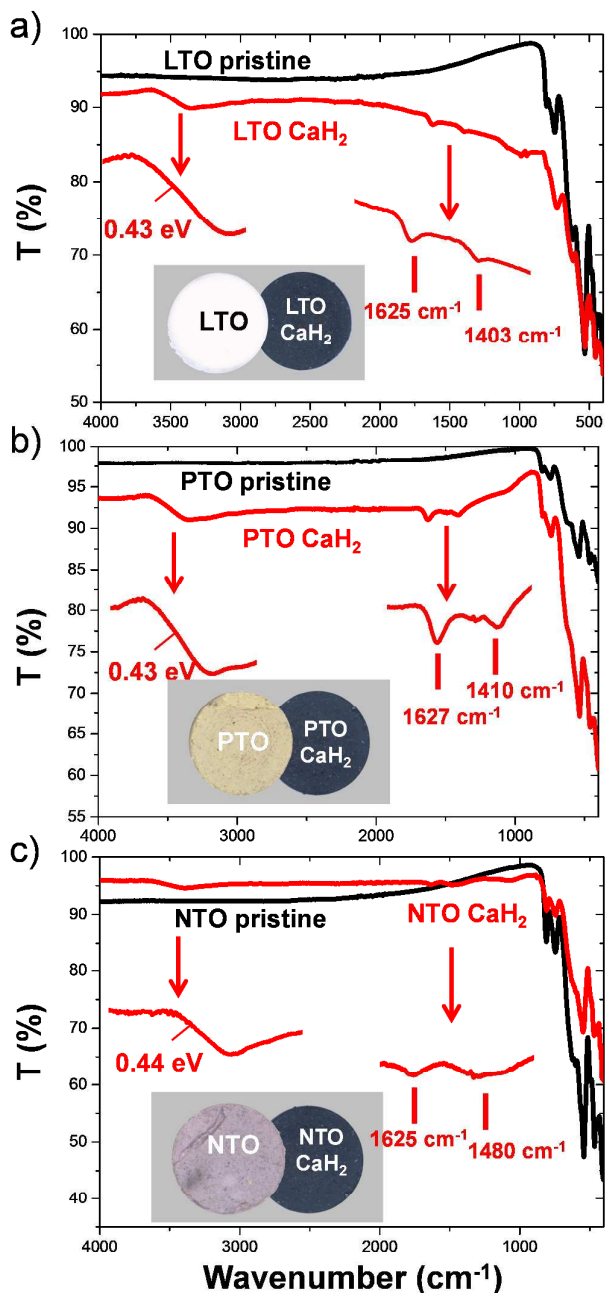 a)
T (%)
100
90
80
70
60
50
LTO pristine
LTO CaH₂
0.43 eV
1625 cm⁻¹
1403 cm⁻¹
LTO
LTO
CaH₂
4000 3500 3000 2500 2000 1500 1000 500
b)
T (%)
100
95
90
85
80
75
70
65
60
55
PTO pristine
PTO CaH₂
0.43 eV
1627 cm⁻¹
1410 cm⁻¹
PTO
PTO
CaH₂
4000 3000 2000 1000
c)
T (%)
100
90
80
70
60
50
40
NTO pristine
NTO CaH₂
0.44 eV
1625 cm⁻¹
1480 cm⁻¹
NTO
NTO
CaH₂
4000 3000 2000 1000
Wavenumber (cm⁻¹)